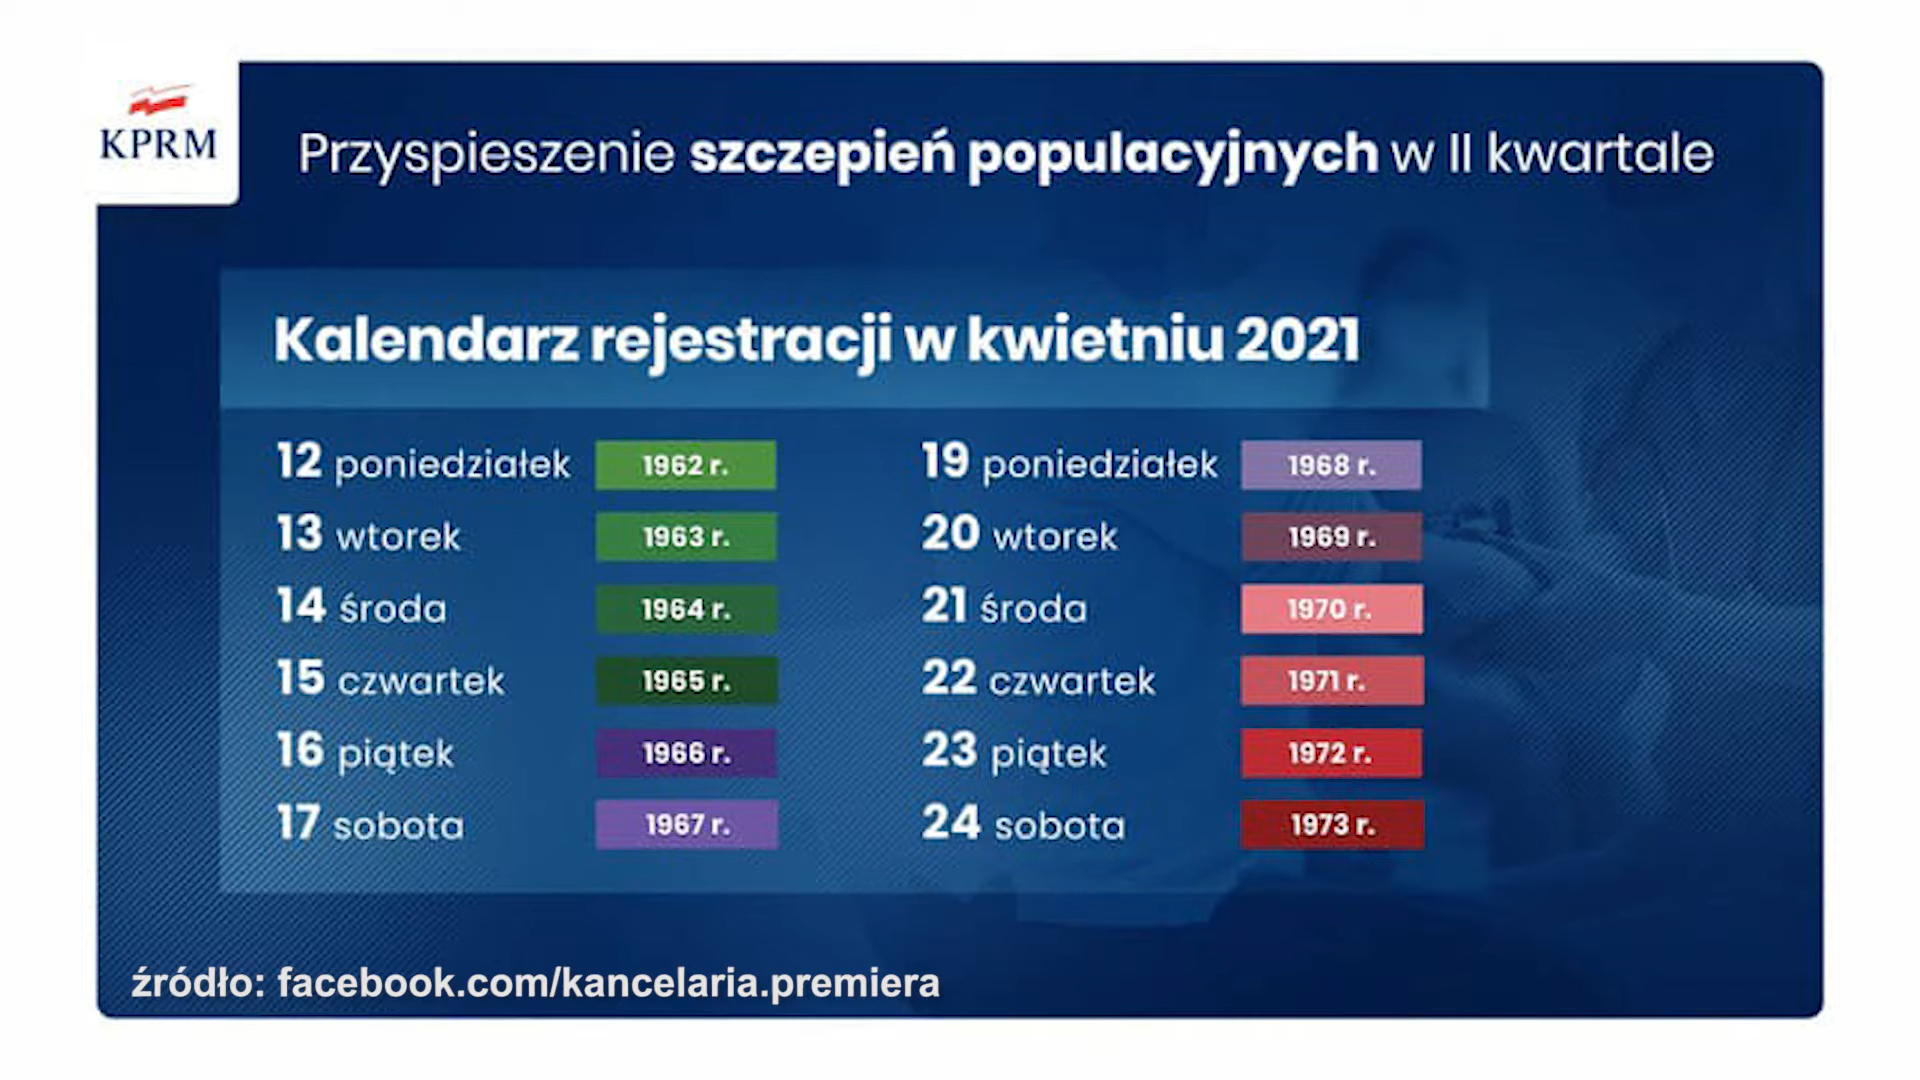 KPRM
Przyspieszenie szczepień populacyjnych w II kwartale
Kalendarz rejestracji w kwietniu 2021
12 poniedziałek 1962 r.
13 wtorek 1963 r.
14 środa 1964 r.
15 czwartek 1965 r.
16 piątek 1966 r.
17 sobota 1967 r.
19 poniedziałek 1968 r.
20 wtorek 1969 r.
21 środa 1970 r.
22 czwartek 1971 r.
23 piątek 1972 r.
24 sobota 1973 r.
źródło: facebook.com/kancelaria.premiera